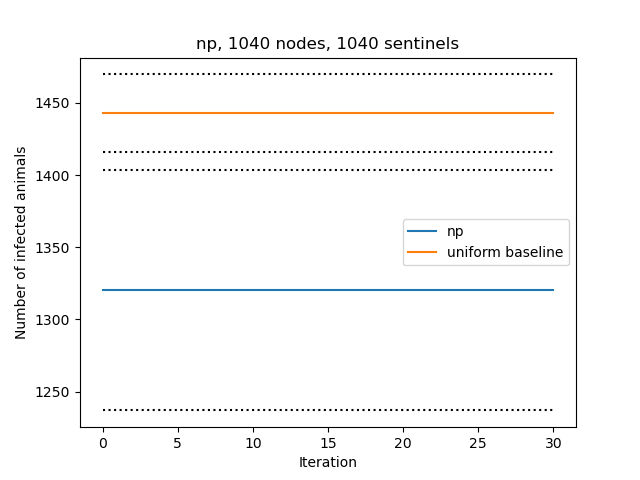 np, 1040 nodes, 1040 sentinels
Number of infected animals
1450
1400
1350
1300
1250
np
uniform baseline
0 5 10 15 20 25 30
Iteration